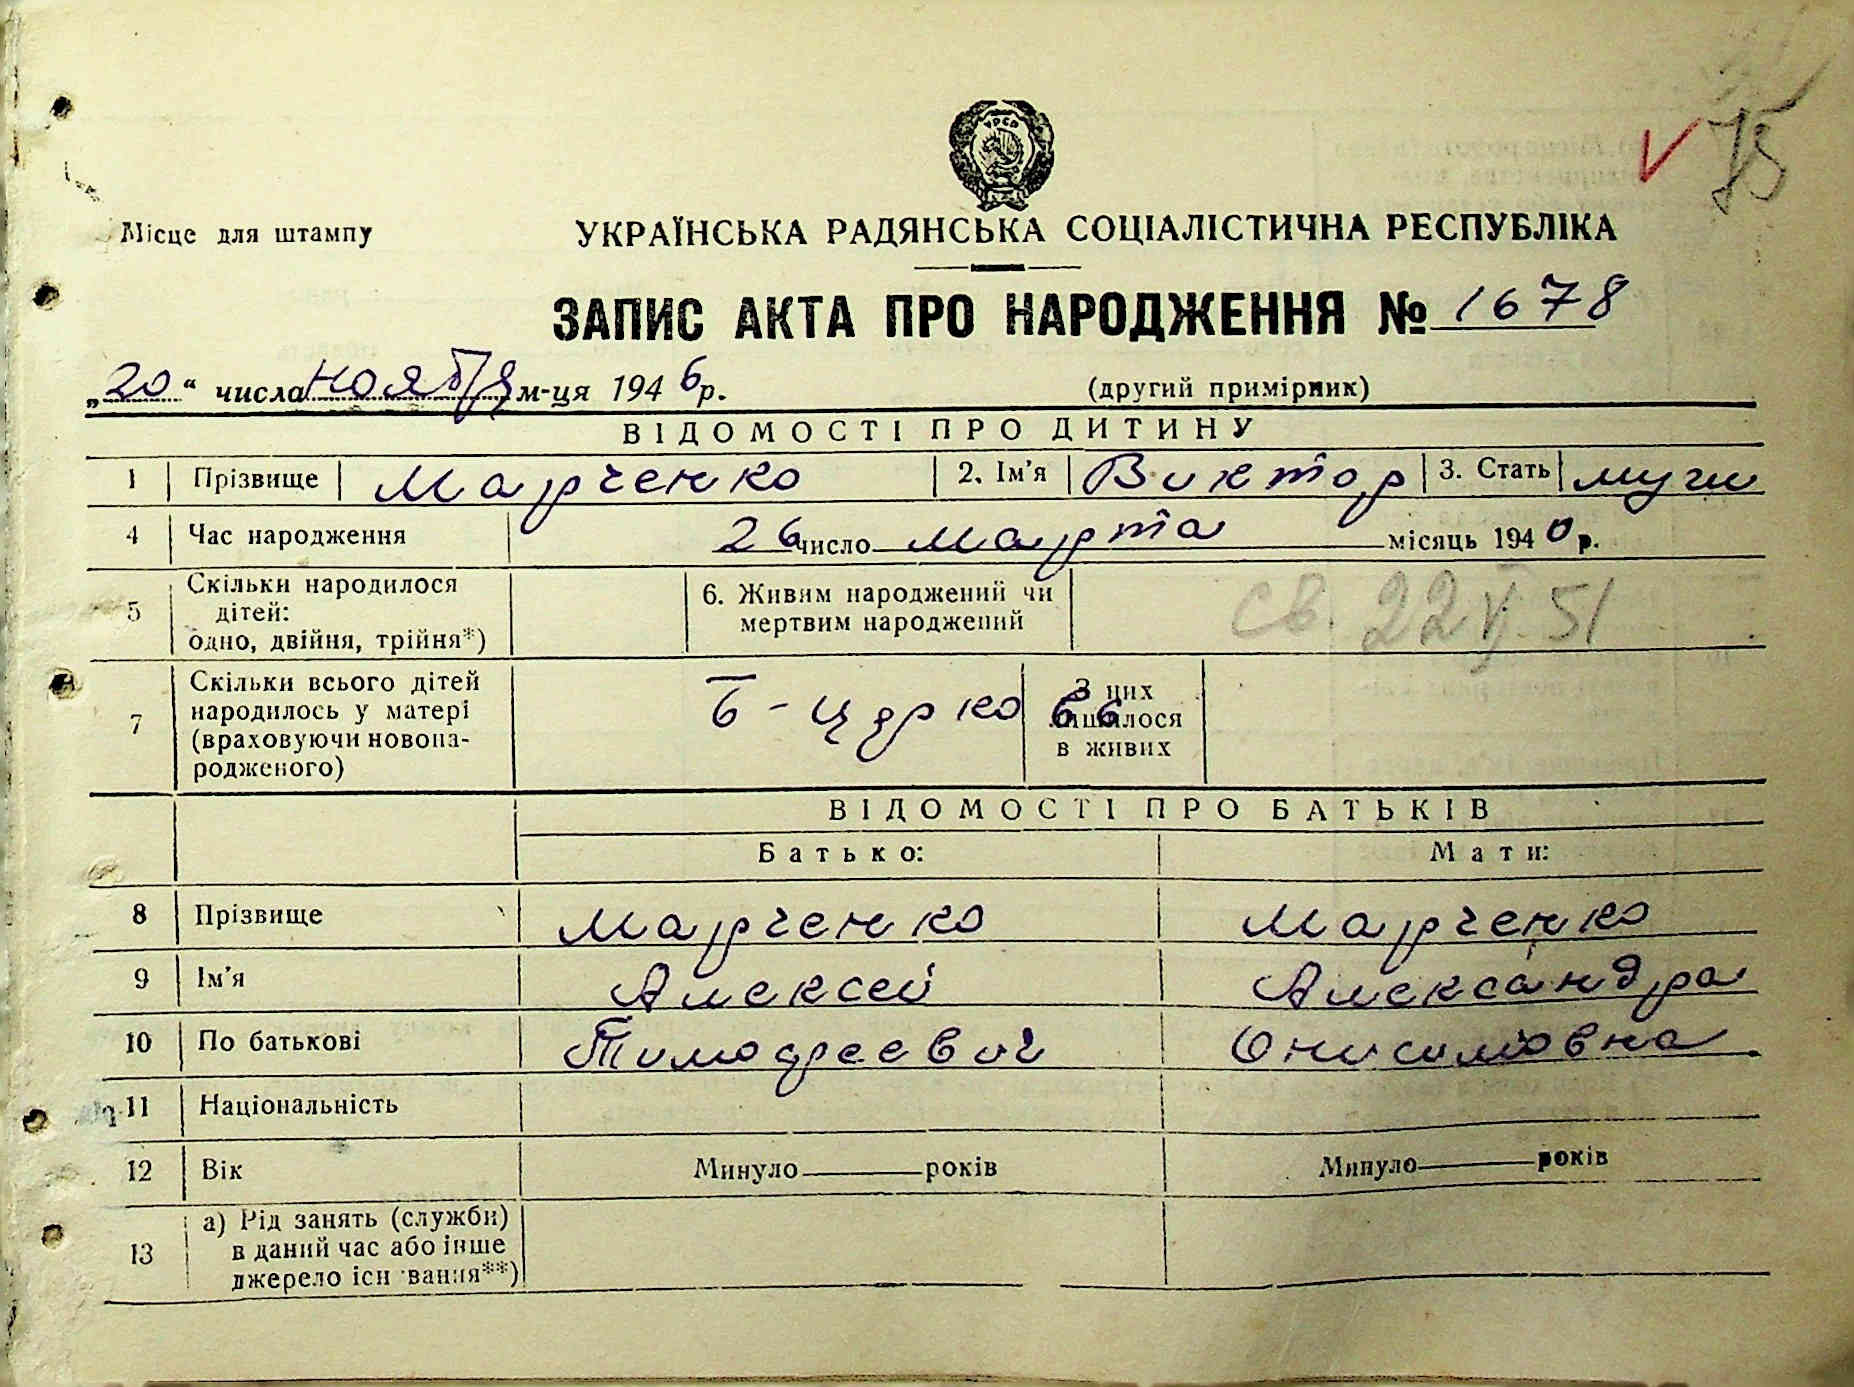 УРСР
√ 75
Місце для штампу
УКРАЇНСЬКА РАДЯНСЬКА СОЦІАЛІСТИЧНА РЕСПУБЛІКА
ЗАПИС АКТА ПРО НАРОДЖЕННЯ № 1678
„20“ числа ноября м-ця 1946 р.
(другий примірник)
ВІДОМОСТІ ПРО ДИТИНУ
1 Прізвище Марченко 2. Ім'я Виктор 3. Стать
4 Час народження 26 число марта місяць 1940 р.
5 Скільки народилося дітей: одно, двійня, трійня*) 6. Живим народжений чи мертвим народжений
св. 22 V 51
7 Скільки всього дітей народилось у матері (враховуючи новонародженого) З цих лишилося в живих
ВІДОМОСТІ ПРО БАТЬКІВ
Батько: Мати:
8 Прізвище Марченко Марченко
9 Ім'я Алексей Александра
10 По батькові Тимофеевич Онисимовна
11 Національність
12 Вік Минуло років Минуло років
13 а) Рід занять (служби) в даний час або інше джерело існування**)